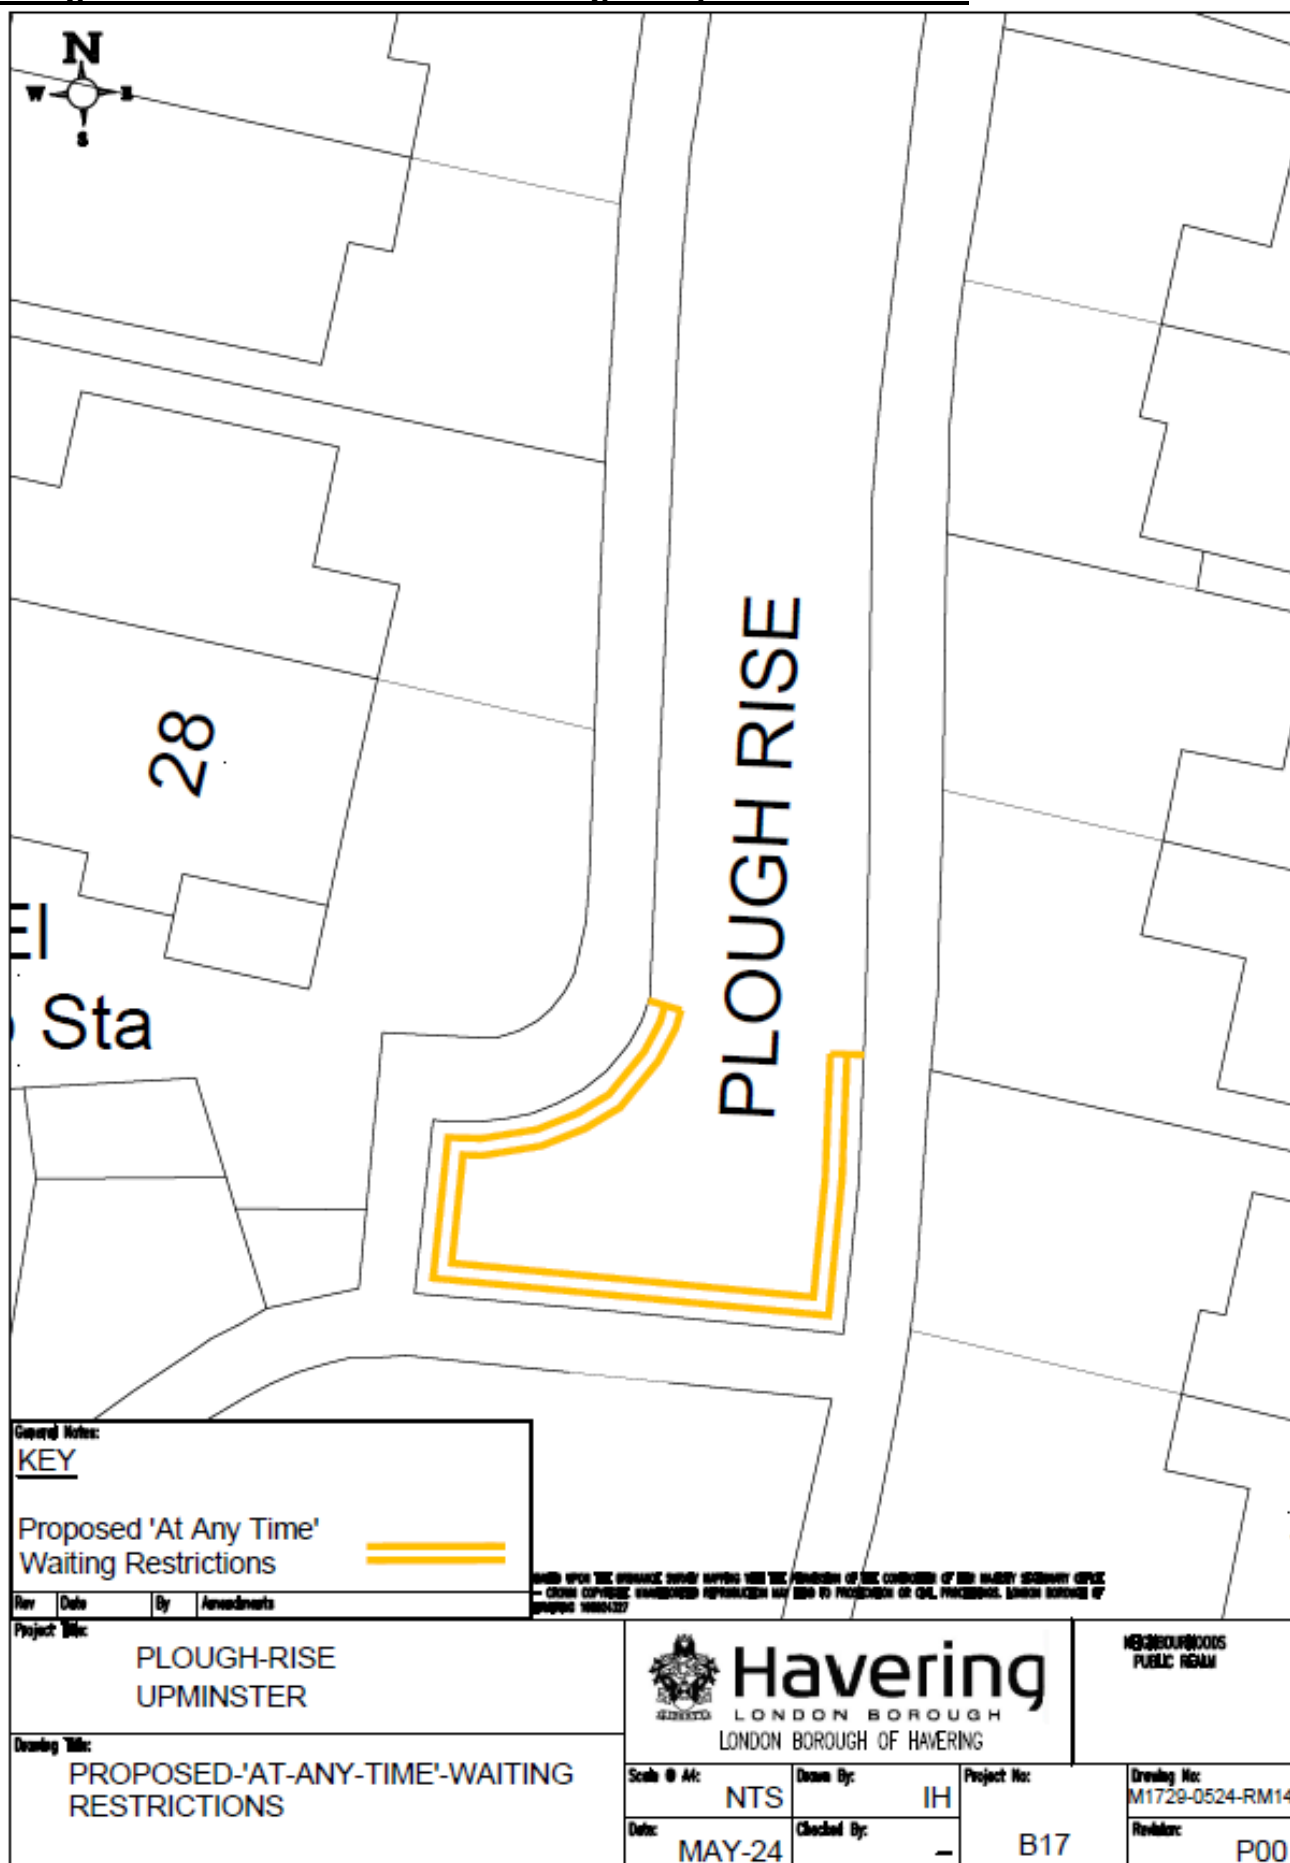 N
W E
S
28
El
Sta
PLOUGH RISE
General Notes:
KEY
Proposed 'At Any Time'
Waiting Restrictions
Rev Date By Amendments
Project Title:
PLOUGH-RISE
UPMINSTER
Drawing Title:
PROPOSED-'AT-ANY-TIME'-WAITING
RESTRICTIONS
Havering
LONDON BOROUGH
LONDON BOROUGH OF HAVERING
NEIGHBOURHOODS
PUBLIC REALM
Scale @ A4:
NTS
Drawn By:
IH
Project No:
B17
Drawing No:
M1729-0524-RM14
Date:
MAY-24
Checked By:
–
Revision:
P00